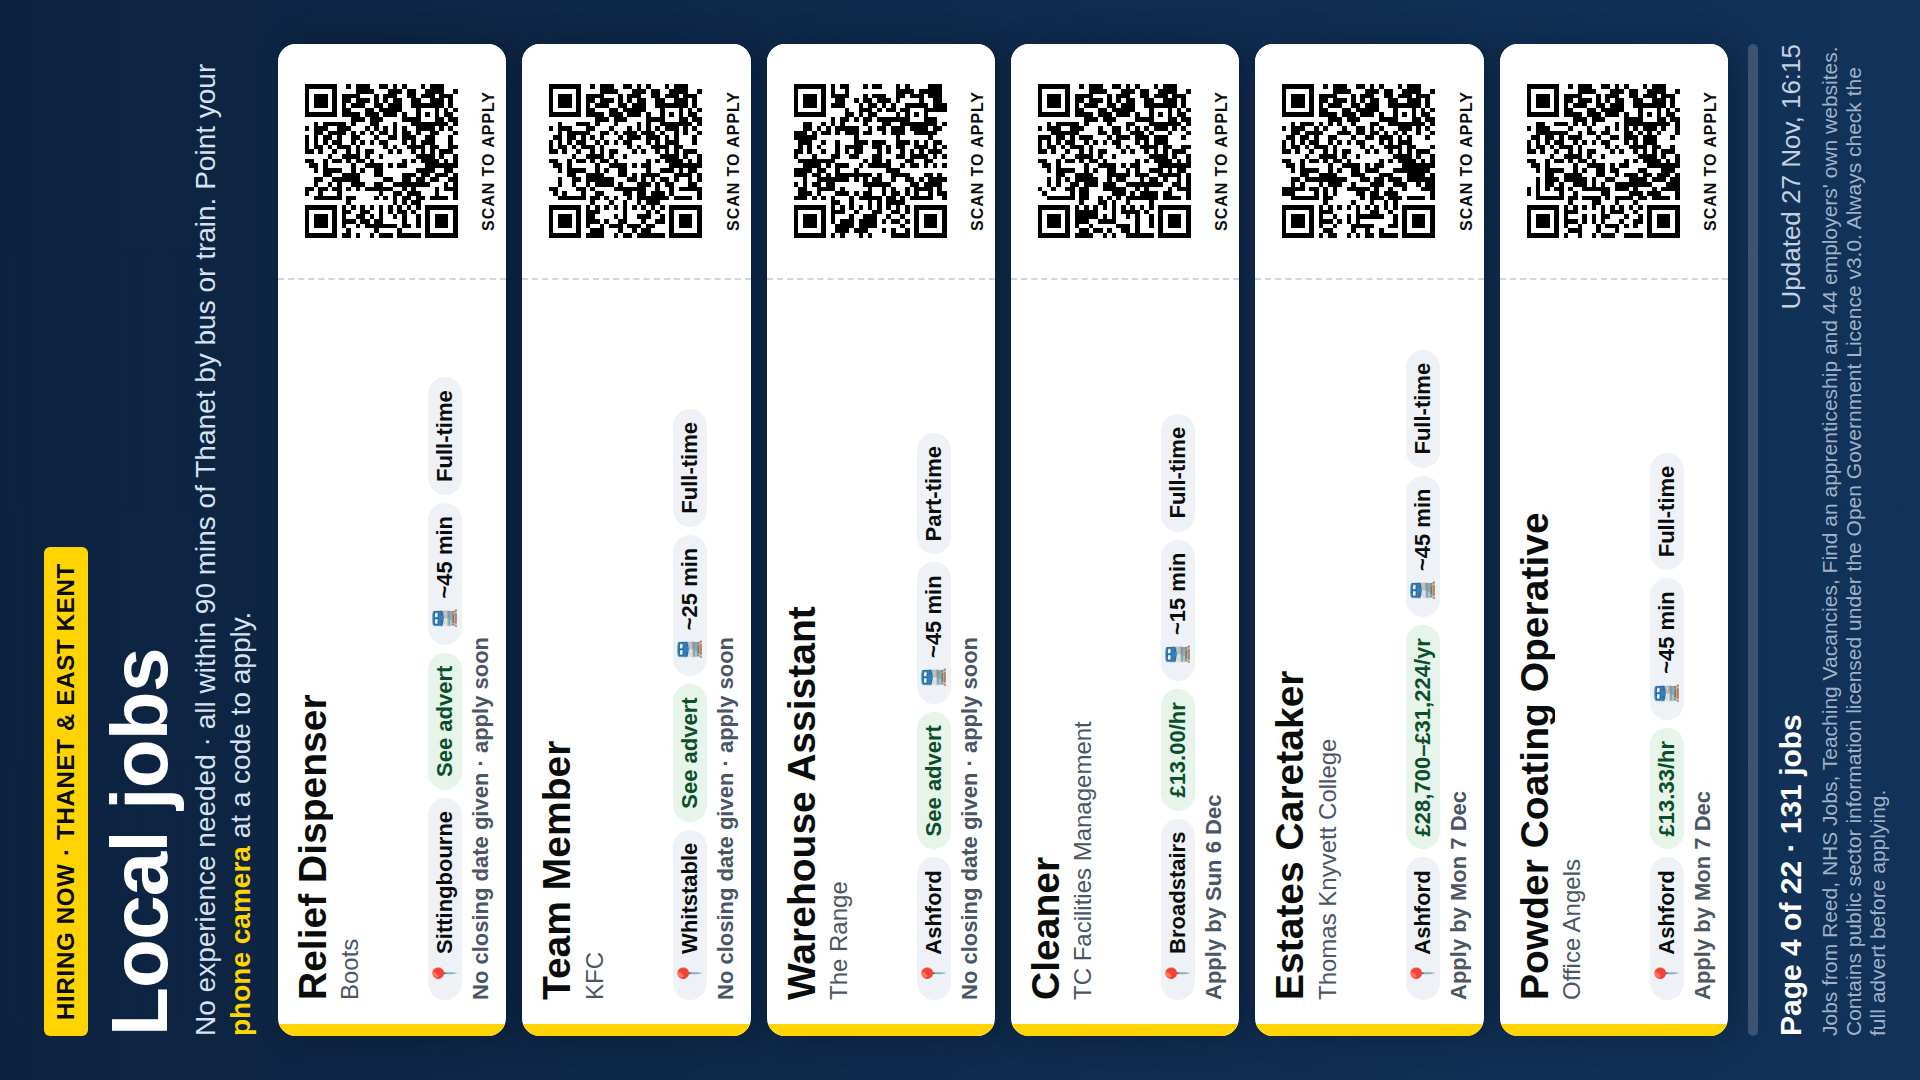 HIRING NOW · THANET & EAST KENT
Local jobs
No experience needed · all within 90 mins of Thanet by bus or train. Point your
phone camera at a code to apply.
Relief Dispenser
Boots
📍 Sittingbourne See advert 🚈 ~45 min Full-time
No closing date given · apply soon
SCAN TO APPLY
Team Member
KFC
📍 Whitstable See advert 🚈 ~25 min Full-time
No closing date given · apply soon
SCAN TO APPLY
Warehouse Assistant
The Range
📍 Ashford See advert 🚈 ~45 min Part-time
No closing date given · apply soon
SCAN TO APPLY
Cleaner
TC Facilities Management
📍 Broadstairs £13.00/hr 🚈 ~15 min Full-time
Apply by Sun 6 Dec
SCAN TO APPLY
Estates Caretaker
Thomas Knyvett College
📍 Ashford £28,700–£31,224/yr 🚈 ~45 min Full-time
Apply by Mon 7 Dec
SCAN TO APPLY
Powder Coating Operative
Office Angels
📍 Ashford £13.33/hr 🚈 ~45 min Full-time
Apply by Mon 7 Dec
SCAN TO APPLY
Page 4 of 22 · 131 jobs
Updated 27 Nov, 16:15
Jobs from Reed, NHS Jobs, Teaching Vacancies, Find an apprenticeship and 44 employers' own websites.
Contains public sector information licensed under the Open Government Licence v3.0. Always check the
full advert before applying.